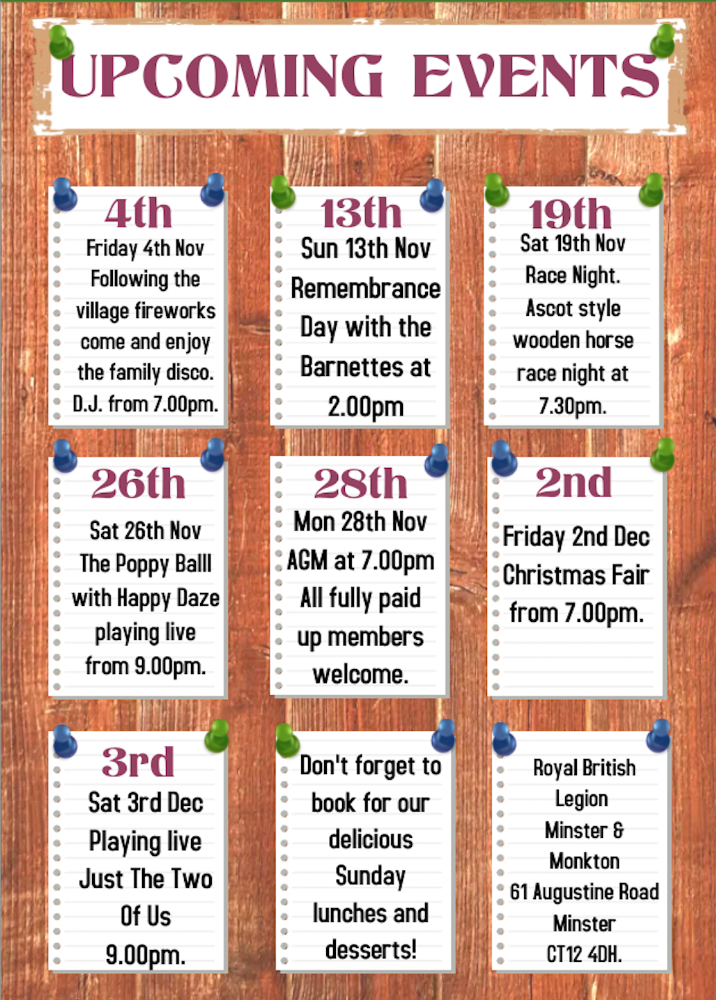 UPCOMING EVENTS
4th
Friday 4th Nov
Following the
village fireworks
come and enjoy
the family disco.
D.J. from 7.00pm.
13th
Sun 13th Nov
Remembrance
Day with the
Barnettes at
2.00pm
19th
Sat 19th Nov
Race Night.
Ascot style
wooden horse
race night at
7.30pm.
26th
Sat 26th Nov
The Poppy Balll
with Happy Daze
playing live
from 9.00pm.
28th
Mon 28th Nov
AGM at 7.00pm
All fully paid
up members
welcome.
2nd
Friday 2nd Dec
Christmas Fair
from 7.00pm.
3rd
Sat 3rd Dec
Playing live
Just The Two
Of Us
9.00pm.
Don't forget to
book for our
delicious
Sunday
lunches and
desserts!
Royal British
Legion
Minster &
Monkton
61 Augustine Road
Minster
CT12 4DH.